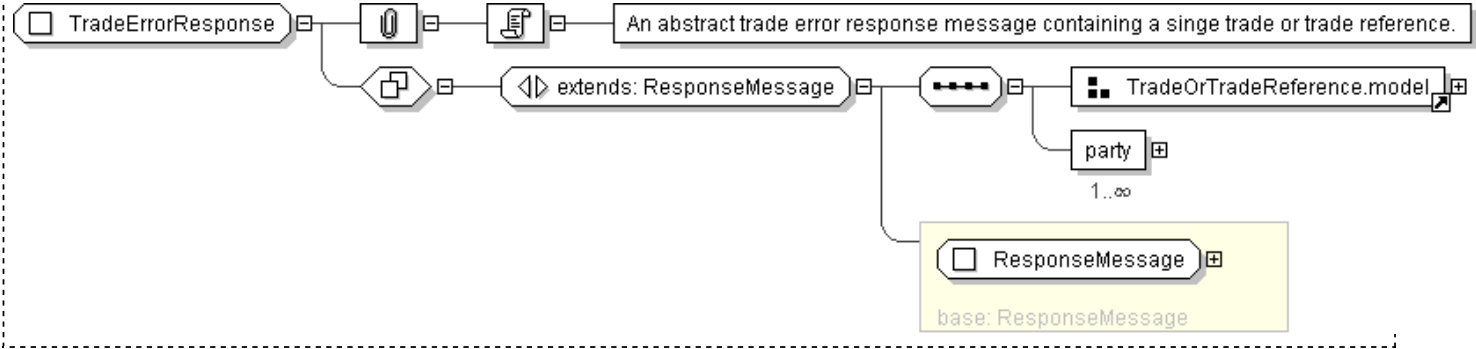 TradeErrorResponse
An abstract trade error response message containing a singe trade or trade reference.
extends: ResponseMessage
TradeOrTradeReference.model
party
1..∞
ResponseMessage
base: ResponseMessage